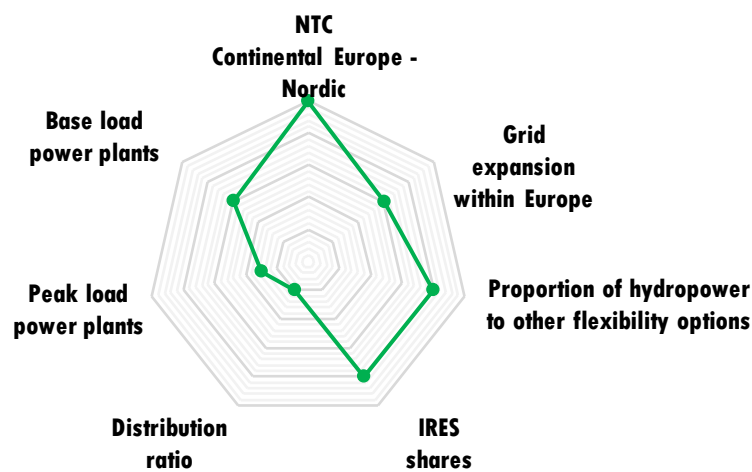 NTC
Continental Europe -
Nordic
Base load
power plants
Grid
expansion
within Europe
Peak load
power plants
Proportion of hydropower
to other flexibility options
Distribution
ratio
IRES
shares